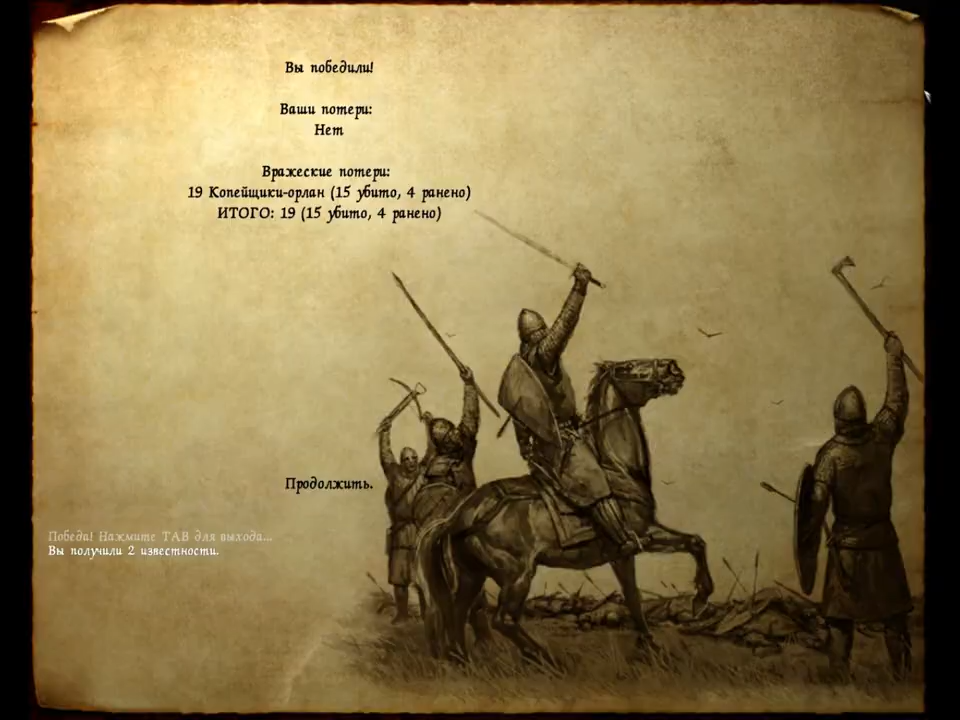 Вы победили!
Ваши потери:
Нет
Вражеские потери:
19 Копейщики-орлан (15 убито, 4 ранено)
ИТОГО: 19 (15 убито, 4 ранено)
Продолжить.
Победа! Нажмите TAB для выхода...
Вы получили 2 известности.